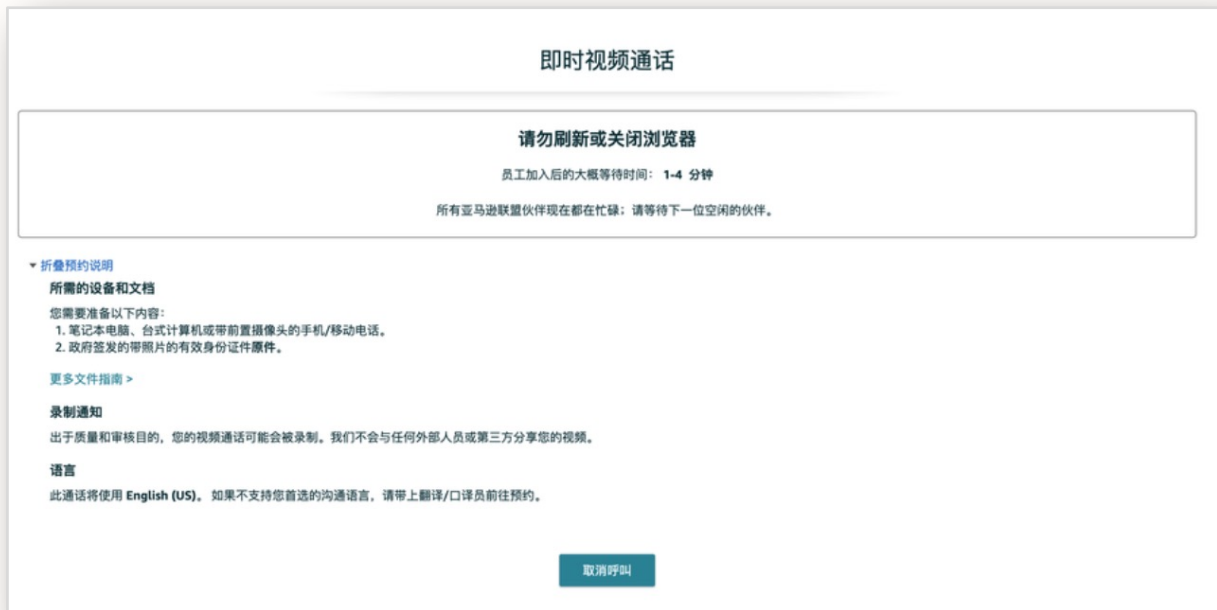 即时视频通话
请勿刷新或关闭浏览器
员工加入后的大概等待时间： 1-4 分钟
所有亚马逊联盟伙伴现在都在忙碌；请等待下一位空闲的伙伴。
折叠预约说明
所需的设备和文档
您需要准备以下内容：
1. 笔记本电脑、台式计算机或带前置摄像头的手机/移动电话。
2. 政府签发的带照片的有效身份证件原件。
更多文件指南 >
录制通知
出于质量和审核目的，您的视频通话可能会被录制。我们不会与任何外部人员或第三方分享您的视频。
语言
此通话将使用 English (US)。 如果不支持您首选的沟通语言，请带上翻译/口译员前往预约。
取消呼叫